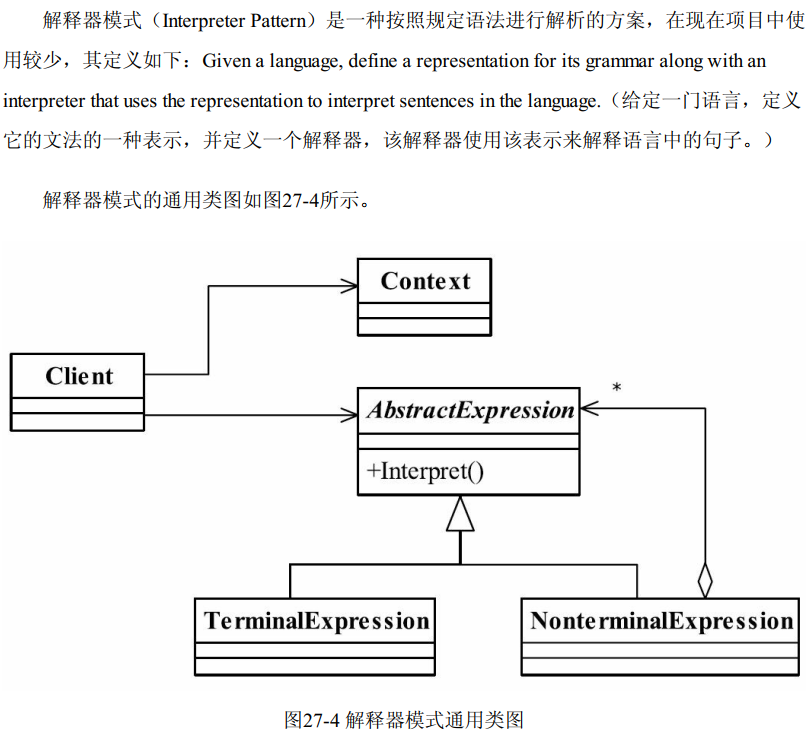 解释器模式（Interpreter Pattern）是一种按照规定语法进行解析的方案，在现在项目中使
用较少，其定义如下：Given a language, define a representation for its grammar along with an
interpreter that uses the representation to interpret sentences in the language.（给定一门语言，定义
它的文法的一种表示，并定义一个解释器，该解释器使用该表示来解释语言中的句子。）
解释器模式的通用类图如图27-4所示。
Context
Client
AbstractExpression
*
+Interpret()
TerminalExpression
NonterminalExpression
图27-4 解释器模式通用类图